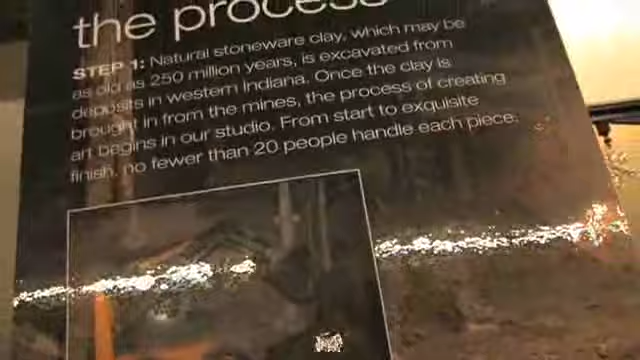 the process
STEP 1: Natural stoneware clay, which may be
as old as 250 million years, is excavated from
deposits in western Indiana. Once the clay is
brought in from the mines, the process of creating
art begins in our studio. From start to exquisite
finish, no fewer than 20 people handle each piece.